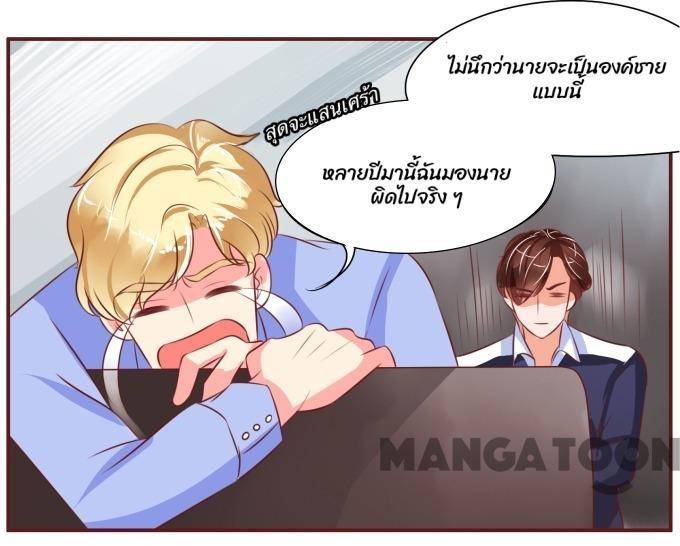 ไม่นึกว่านายจะเป็นองค์ชาย
แบบนี้
สุดจะแสนเศร้า
หลายปีมานี้ฉันมองนาย
ผิดไปจริง ๆ
MANGA TOON